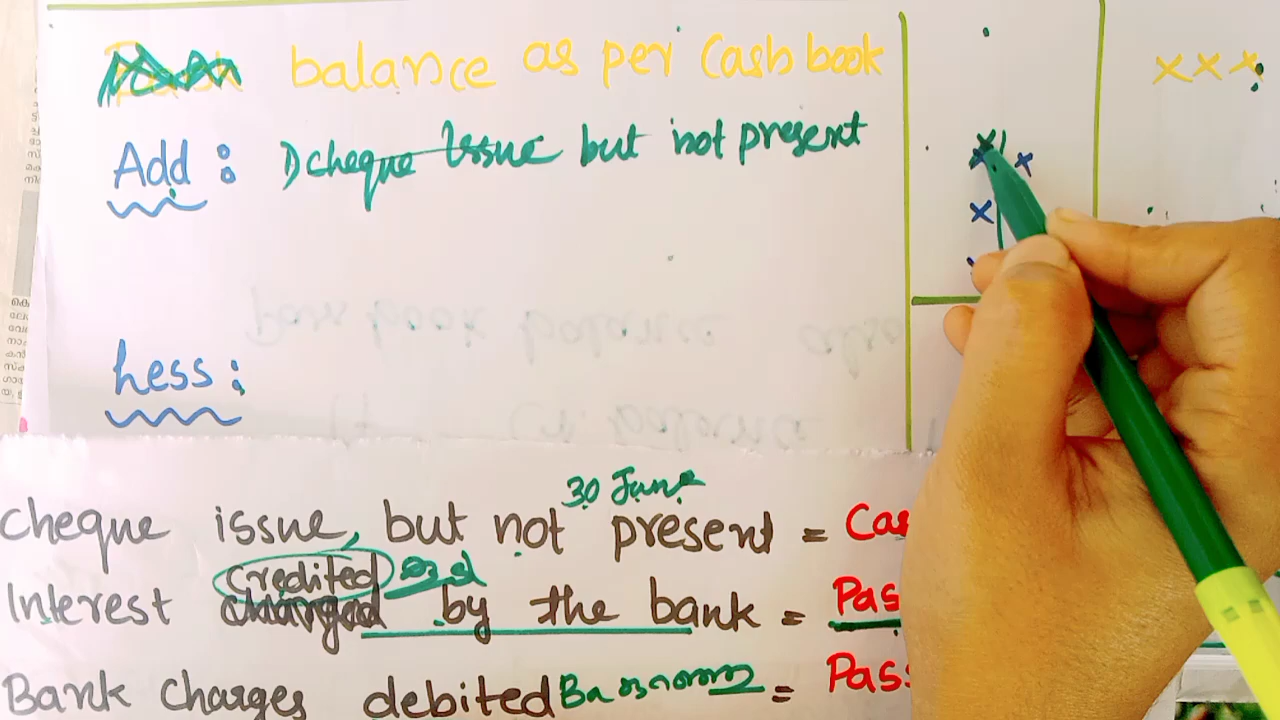 balance as per Cash book
× × ×
Add : 1) cheque Issue but not present
× ×
×
Less :
30 June
cheque issue, but not present = Cas
credited
Interest charged by the bank = Pas
Bank Charges debited = Pass